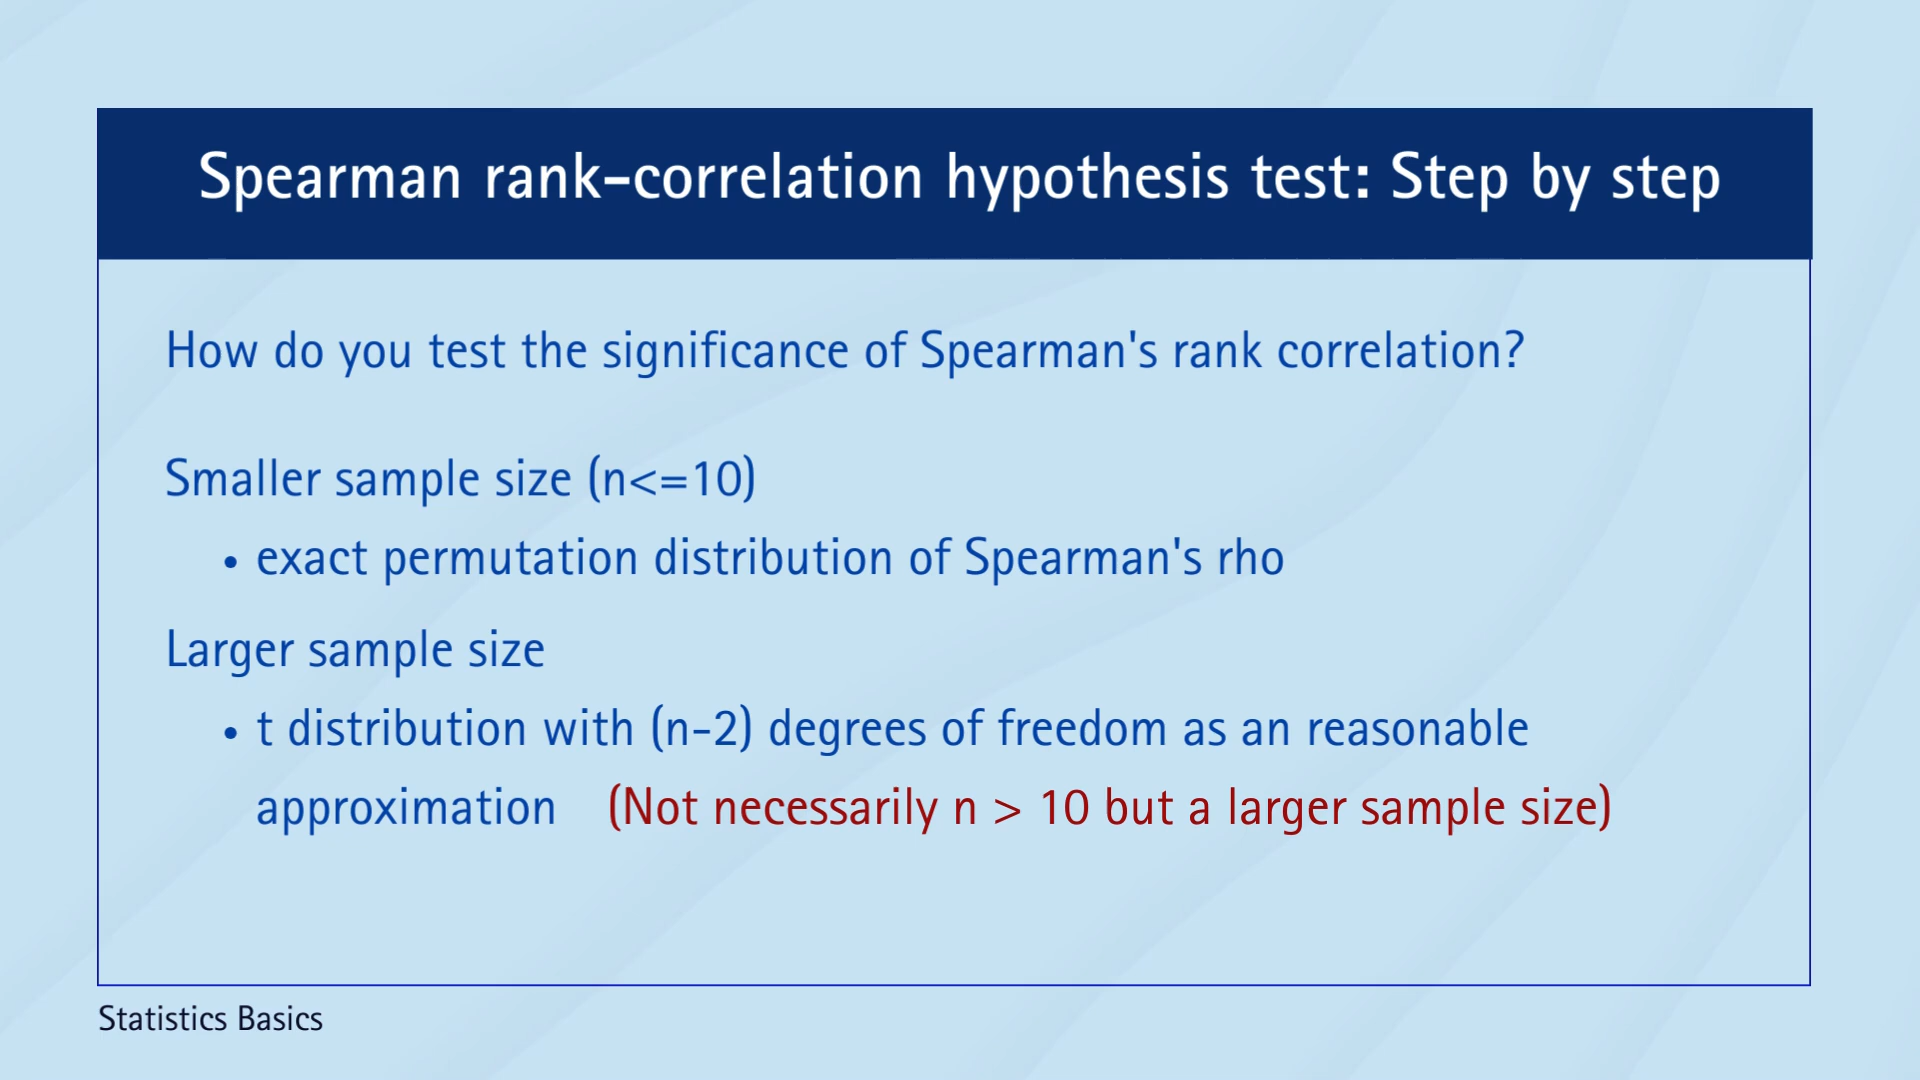 Spearman rank-correlation hypothesis test: Step by step
How do you test the significance of Spearman's rank correlation?
Smaller sample size (n<=10)
• exact permutation distribution of Spearman's rho
Larger sample size
• t distribution with (n-2) degrees of freedom as an reasonable
approximation (Not necessarily n > 10 but a larger sample size)
Statistics Basics